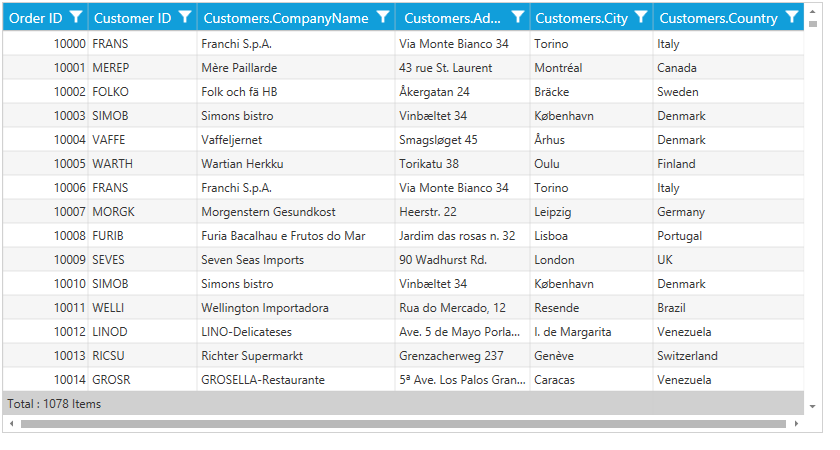 Order ID Customer ID Customers.CompanyName Customers.Ad... Customers.City Customers.Country
10000 FRANS Franchi S.p.A. Via Monte Bianco 34 Torino Italy
10001 MEREP Mère Paillarde 43 rue St. Laurent Montréal Canada
10002 FOLKO Folk och fä HB Åkergatan 24 Bräcke Sweden
10003 SIMOB Simons bistro Vinbæltet 34 København Denmark
10004 VAFFE Vaffeljernet Smagsløget 45 Århus Denmark
10005 WARTH Wartian Herkku Torikatu 38 Oulu Finland
10006 FRANS Franchi S.p.A. Via Monte Bianco 34 Torino Italy
10007 MORGK Morgenstern Gesundkost Heerstr. 22 Leipzig Germany
10008 FURIB Furia Bacalhau e Frutos do Mar Jardim das rosas n. 32 Lisboa Portugal
10009 SEVES Seven Seas Imports 90 Wadhurst Rd. London UK
10010 SIMOB Simons bistro Vinbæltet 34 København Denmark
10011 WELLI Wellington Importadora Rua do Mercado, 12 Resende Brazil
10012 LINOD LINO-Delicateses Ave. 5 de Mayo Porla... I. de Margarita Venezuela
10013 RICSU Richter Supermarkt Grenzacherweg 237 Genève Switzerland
10014 GROSR GROSELLA-Restaurante 5ª Ave. Los Palos Gran... Caracas Venezuela
Total : 1078 Items